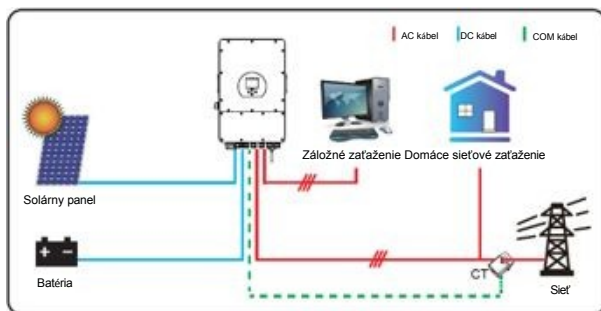 AC kábel DC kábel COM kábel
Záložné zaťaženie Domáce sieťové zaťaženie
Solárny panel
Batéria
CT
Sieť